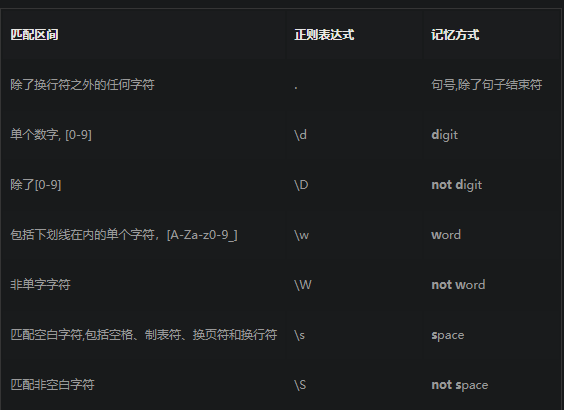 匹配区间 正则表达式 记忆方式
除了换行符之外的任何字符 . 句号,除了句子结束符
单个数字, [0-9] \d digit
除了[0-9] \D not digit
包括下划线在内的单个字符，[A-Za-z0-9_] \w word
非单字字符 \W not word
匹配空白字符,包括空格、制表符、换页符和换行符 \s space
匹配非空白字符 \S not space